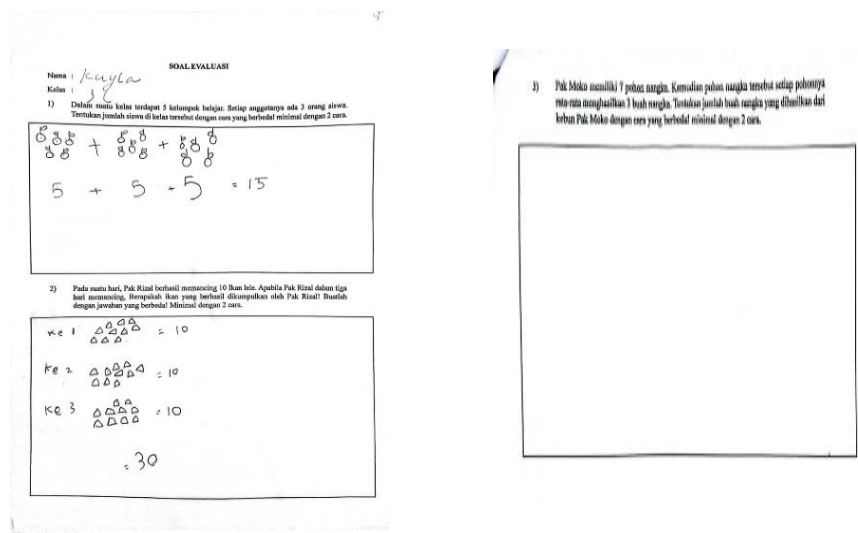 SOAL EVALUASI
Nama : Kayla
Kelas : 3C
1) Dalam suatu kelas terdapat 5 kelompok belajar. Setiap anggotanya ada 3 orang siswa.
Tentukan jumlah siswa di kelas tersebut dengan cara yang berbeda! minimal dengan 2 cara.
+ +
5 + 5 + 5 = 15
2) Pada suatu hari, Pak Rizal berhasil memancing 10 Ikan lele. Apabila Pak Rizal dalam tiga
hari memancing, Berapakah ikan yang berhasil dikumpulkan oleh Pak Rizal! Buatlah
dengan jawaban yang berbeda! Minimal dengan 2 cara.
Ke 1 = 10
Ke 2 = 10
Ke 3 = 10
= 30
3) Pak Moko memiliki 7 pohon nangka. Kemudian pohon nangka tersebut setiap pohonnya
rata-rata menghasilkan 3 buah nangka. Tentukan jumlah buah nangka yang dihasilkan dari
kebun Pak Moko dengan cara yang berbeda! minimal dengan 2 cara.